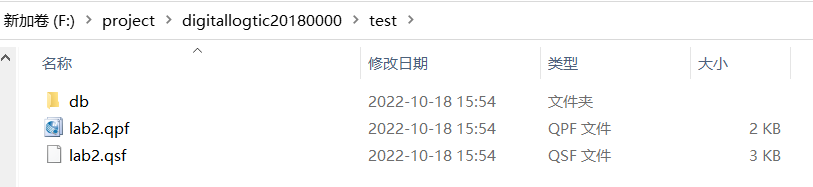 新加卷 (F:) > project > digitallogtic20180000 > test >
名称 修改日期 类型 大小
db 2022-10-18 15:54 文件夹
lab2.qpf 2022-10-18 15:54 QPF 文件 2 KB
lab2.qsf 2022-10-18 15:54 QSF 文件 3 KB